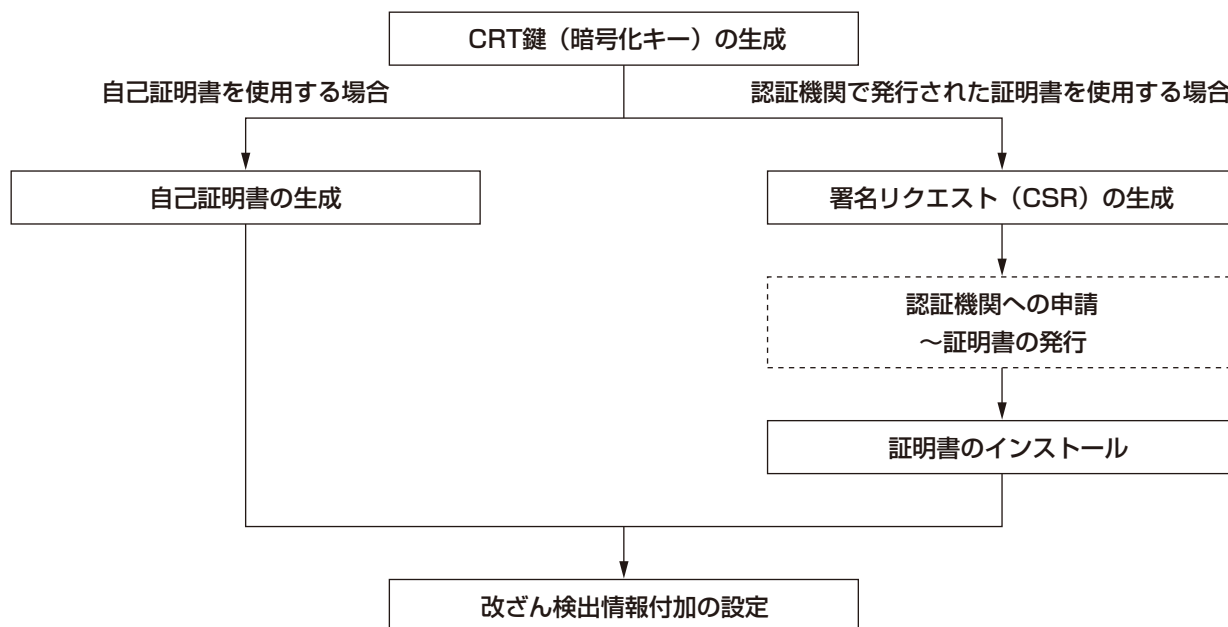 CRT鍵（暗号化キー）の生成
自己証明書を使用する場合
認証機関で発行された証明書を使用する場合
自己証明書の生成
署名リクエスト（CSR）の生成
認証機関への申請
～証明書の発行
証明書のインストール
改ざん検出情報付加の設定